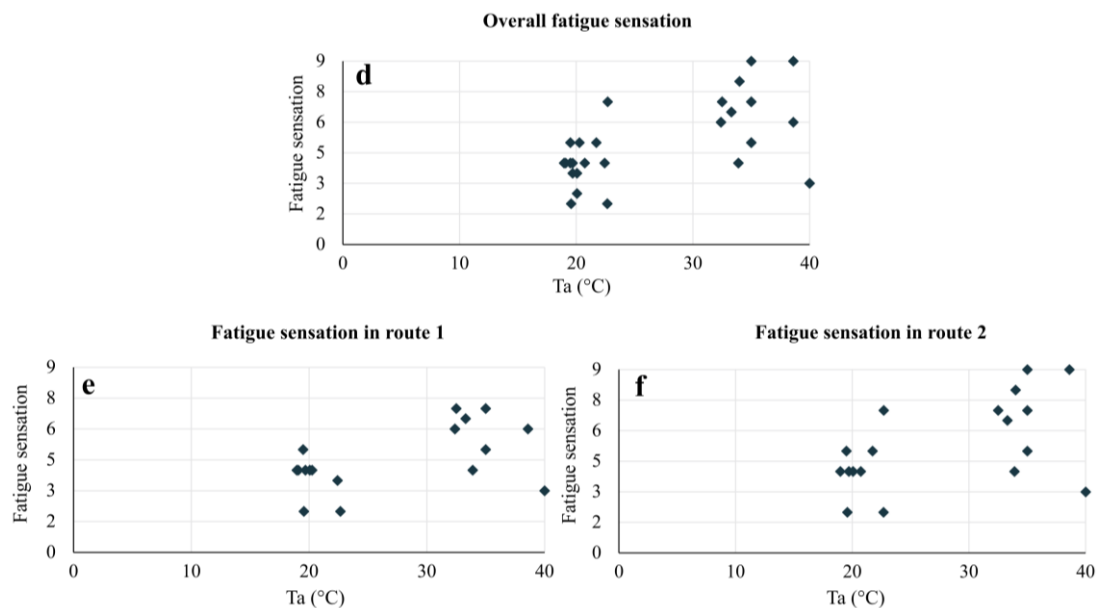 Overall fatigue sensation
d
Fatigue sensation
9
8
6
5
3
2
0
0 10 20 30 40
Ta (°C)
Fatigue sensation in route 1
e
Fatigue sensation
9
8
6
5
3
2
0
0 10 20 30 40
Ta (°C)
Fatigue sensation in route 2
f
Fatigue sensation
9
8
6
5
3
2
0
0 10 20 30 40
Ta (°C)